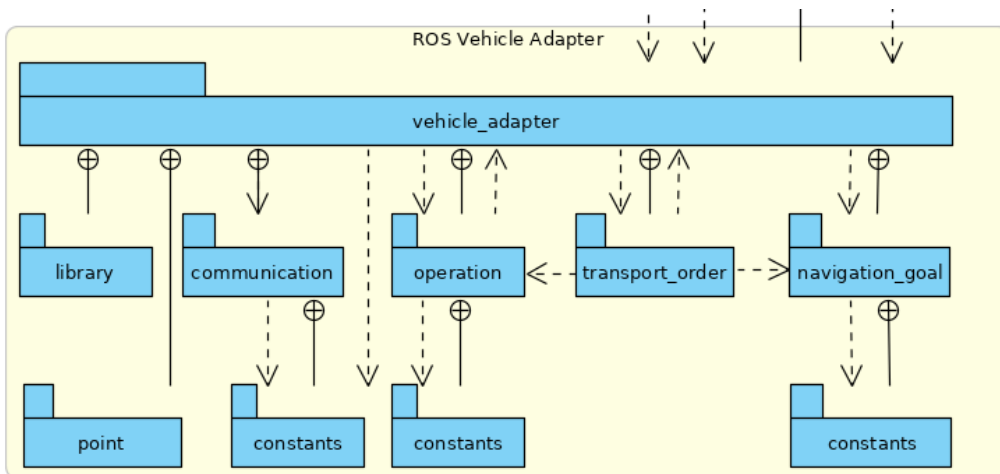 ROS Vehicle Adapter
vehicle_adapter
library
communication
operation
transport_order
navigation_goal
point
constants
constants
constants